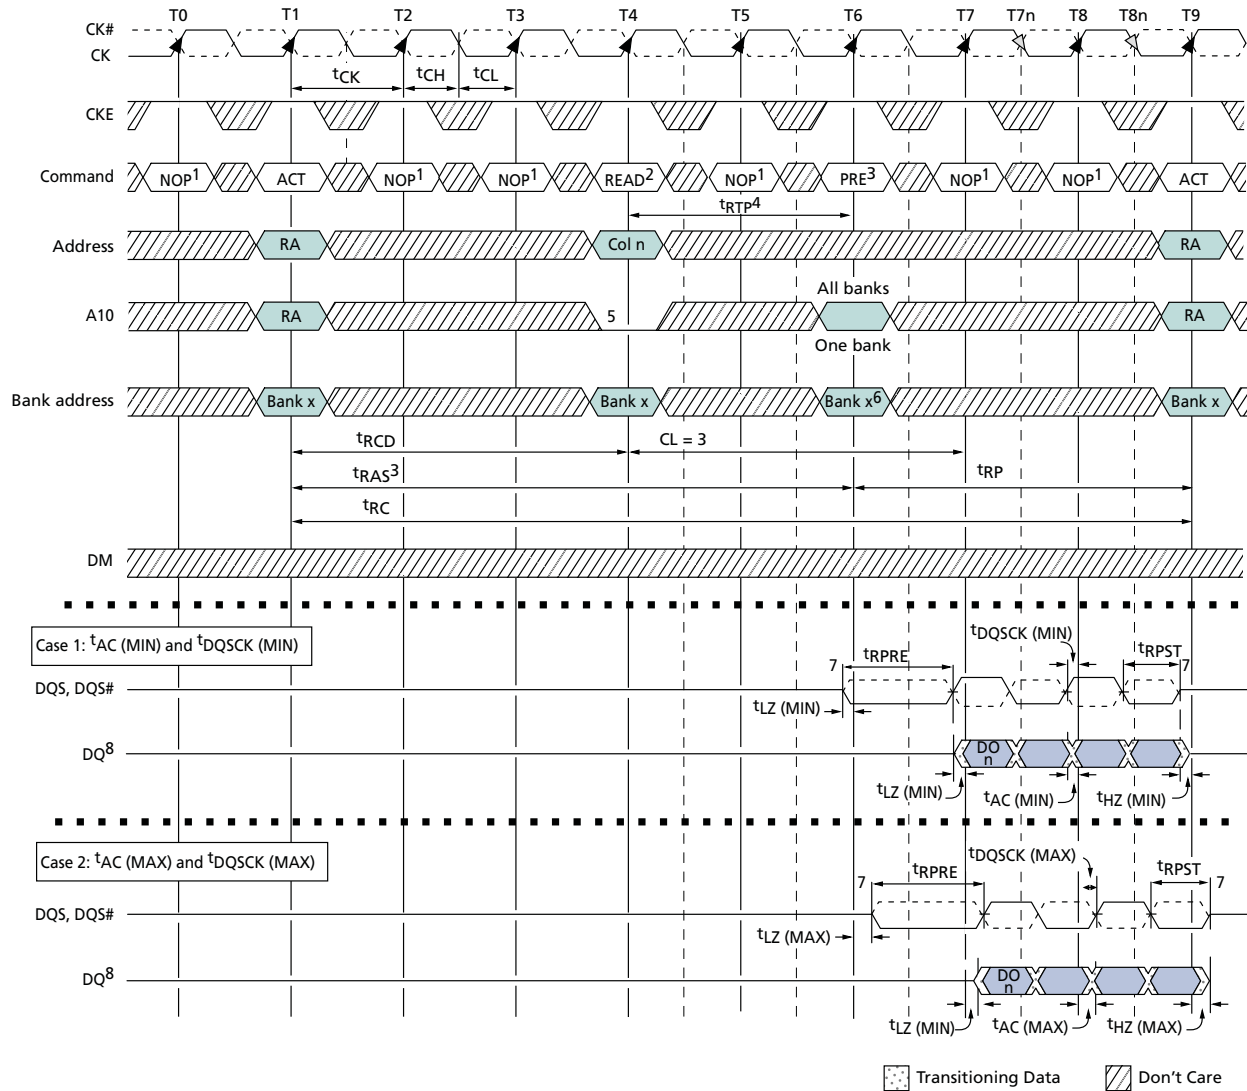 T0 T1 T2 T3 T4 T5 T6 T7 T7n T8 T8n T9
CK#
CK
tCK tCH tCL
CKE
Command NOP1 ACT NOP1 NOP1 READ2 NOP1 PRE3 NOP1 NOP1 ACT
tRTP4
Address RA Col n RA
All banks
A10 RA 5 RA
One bank
Bank address Bank x Bank x Bank x6 Bank x
tRCD CL = 3
tRAS3 tRP
tRC
DM
Case 1: tAC (MIN) and tDQSCK (MIN)
tDQSCK (MIN)
7 tRPRE tRPST 7
DQS, DQS#
tLZ (MIN)
DQ8 DO n
tLZ (MIN) tAC (MIN) tHZ (MIN)
Case 2: tAC (MAX) and tDQSCK (MAX)
tDQSCK (MAX)
7 tRPRE tRPST 7
DQS, DQS#
tLZ (MAX)
DQ8 DO n
tLZ (MIN) tAC (MAX) tHZ (MAX)
Transitioning Data Don't Care